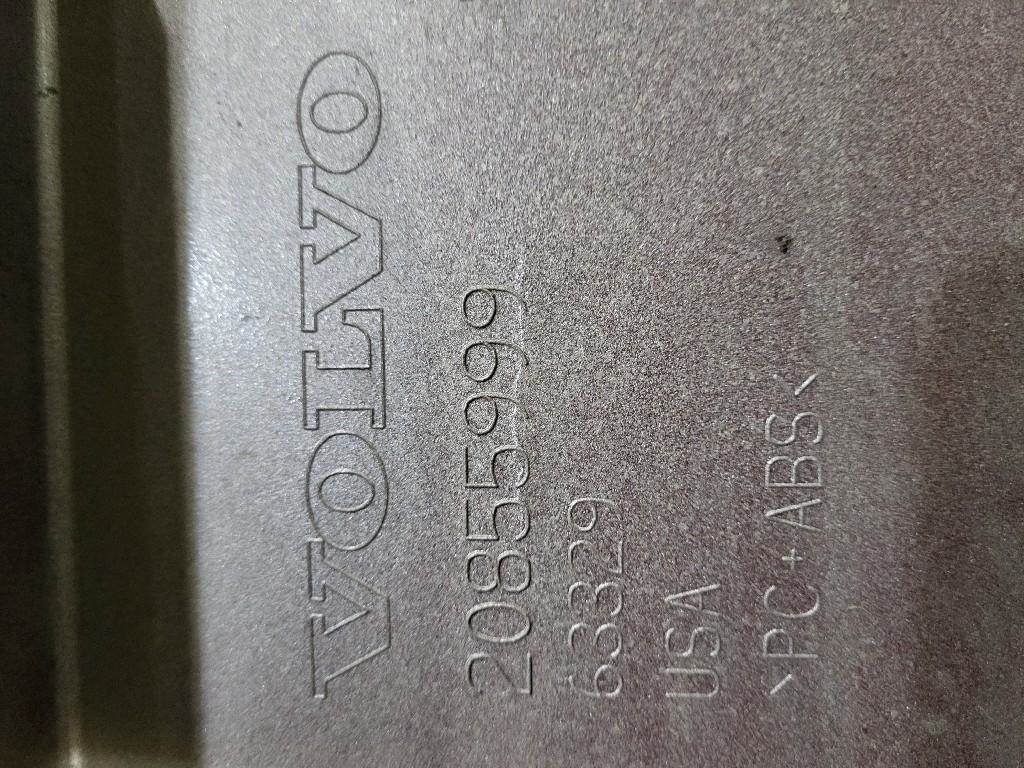 VOLVO
20855999
63329
USA
>PC+ABS<